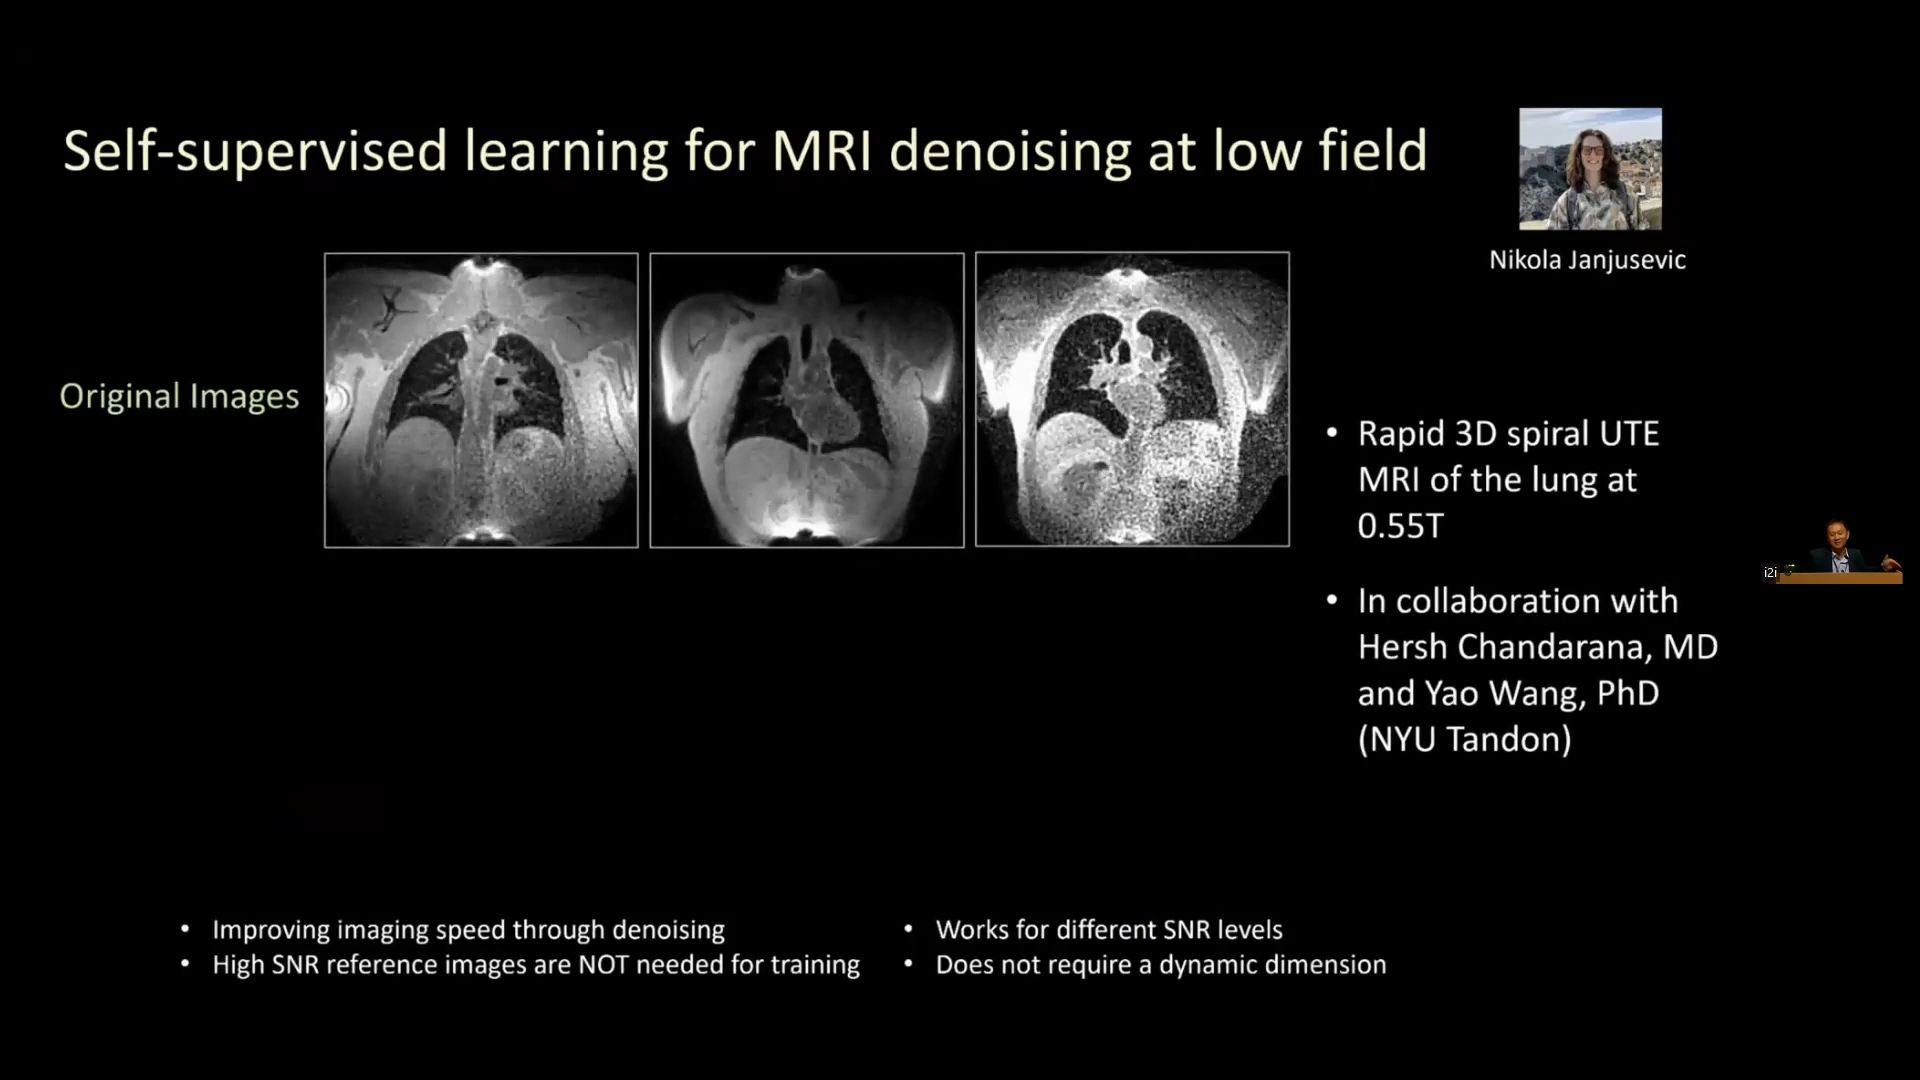 Self-supervised learning for MRI denoising at low field
Nikola Janjusevic
Original Images
• Rapid 3D spiral UTE
MRI of the lung at
0.55T
• In collaboration with
Hersh Chandarana, MD
and Yao Wang, PhD
(NYU Tandon)
i2i
• Improving imaging speed through denoising
• High SNR reference images are NOT needed for training
• Works for different SNR levels
• Does not require a dynamic dimension